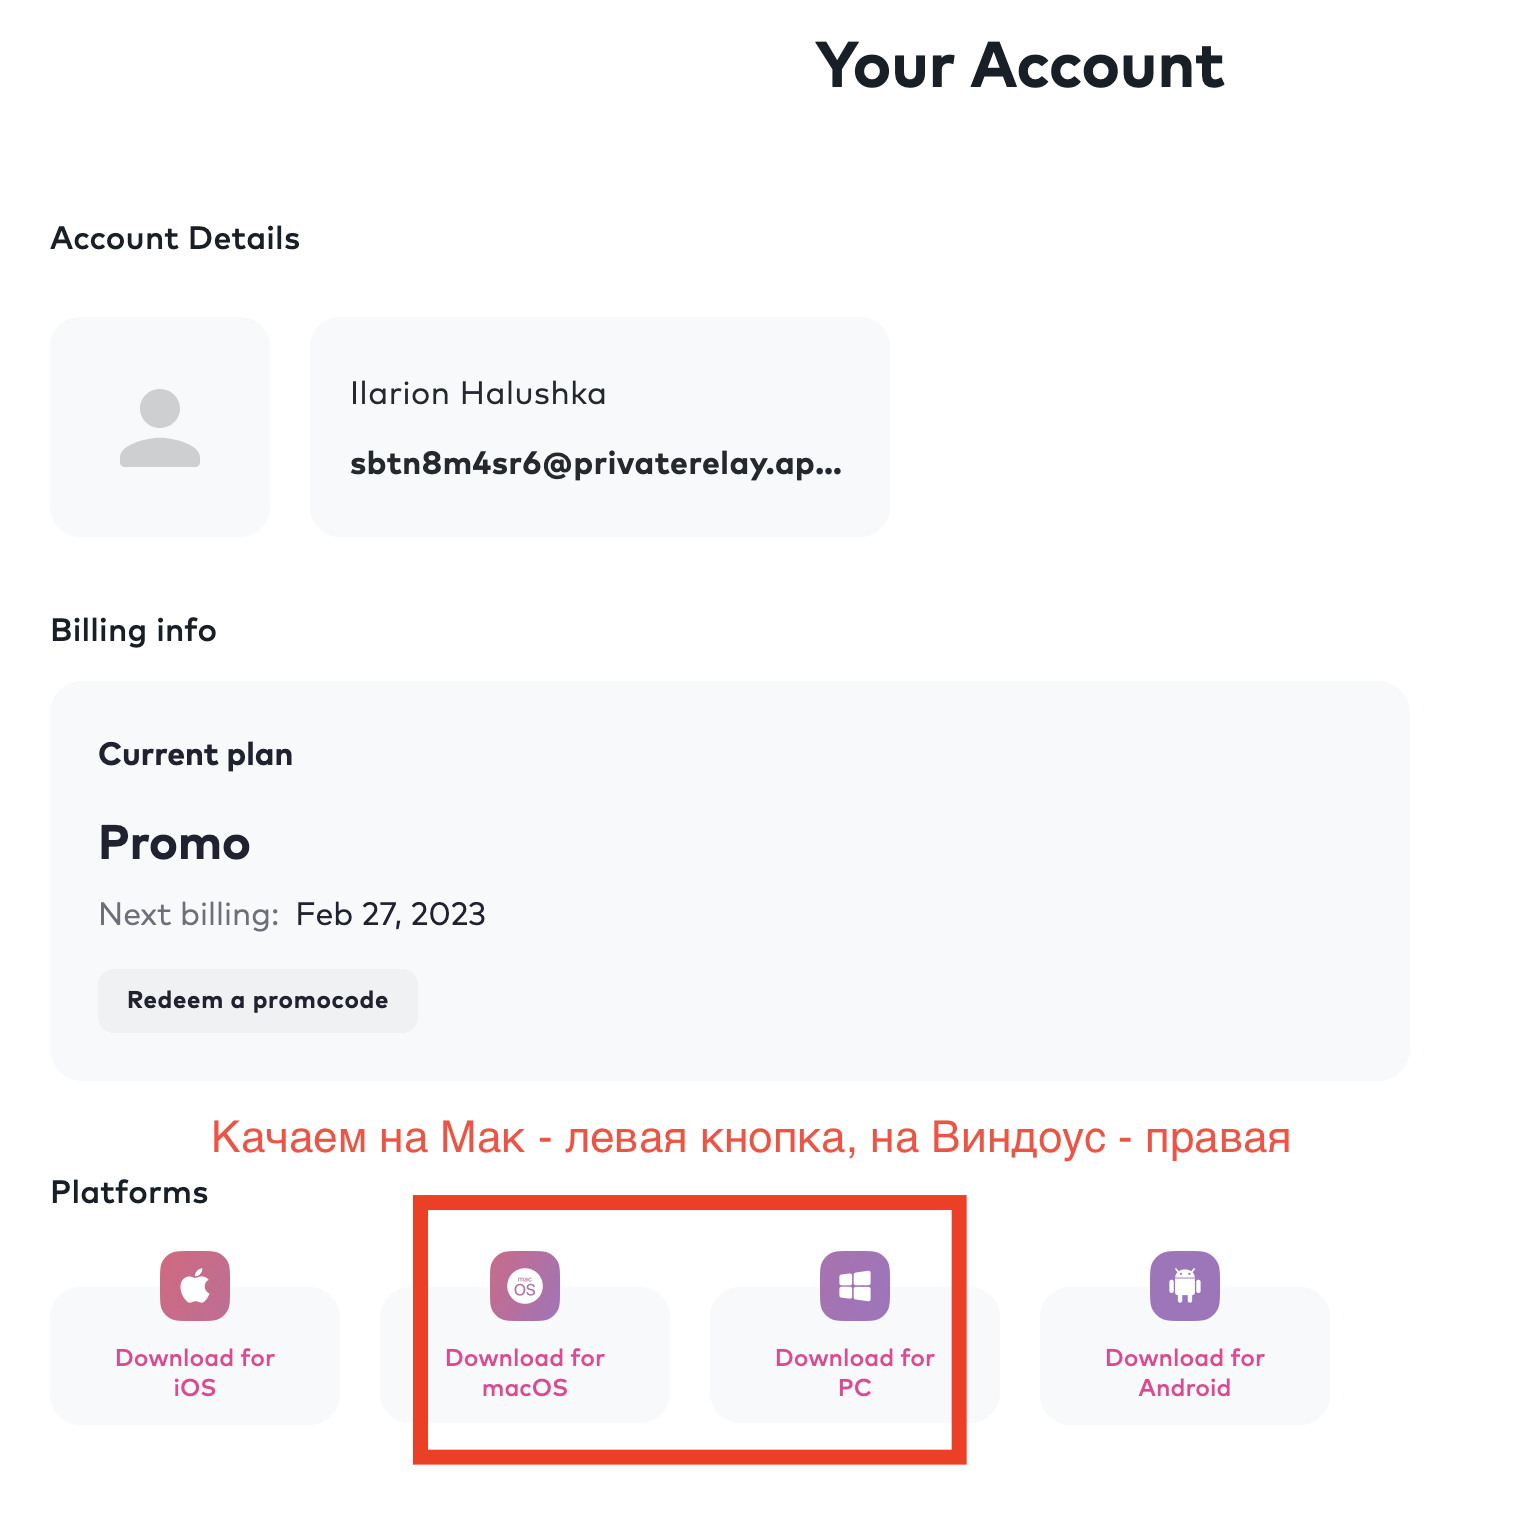 Your Account
Account Details
Ilarion Halushka
sbtn8m4sr6@privaterelay.ap...
Billing info
Current plan
Promo
Next billing: Feb 27, 2023
Redeem a promocode
Качаем на Мак - левая кнопка, на Виндоус - правая
Platforms
mac
OS
Download for
iOS
Download for
macOS
Download for
PC
Download for
Android